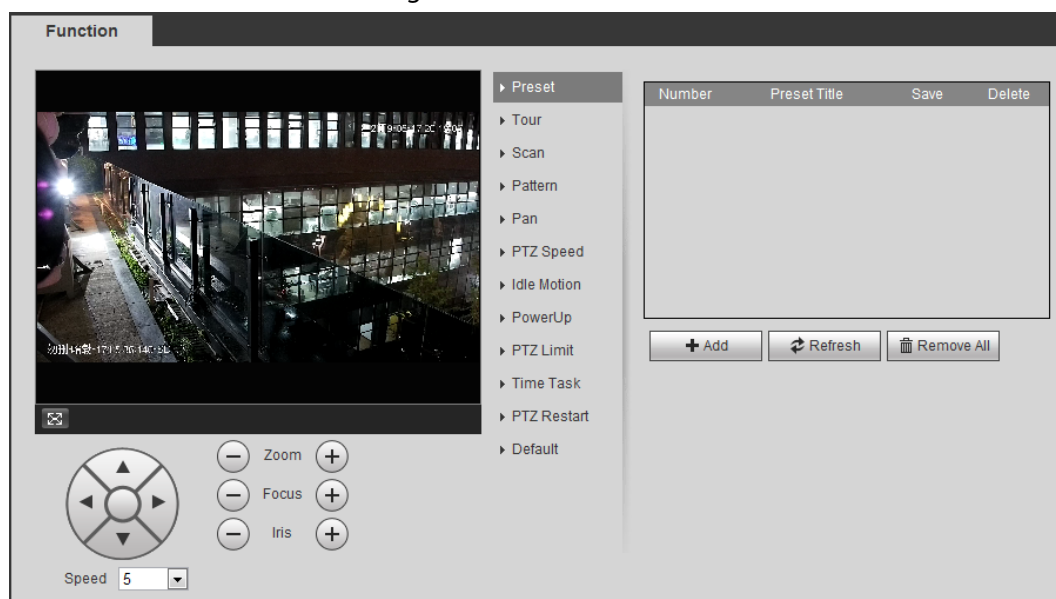 Function
Preset
Tour
Scan
Pattern
Pan
PTZ Speed
Idle Motion
PowerUp
PTZ Limit
Time Task
PTZ Restart
Default
Number Preset Title Save Delete
Add Refresh Remove All
Zoom
Focus
Iris
Speed 5